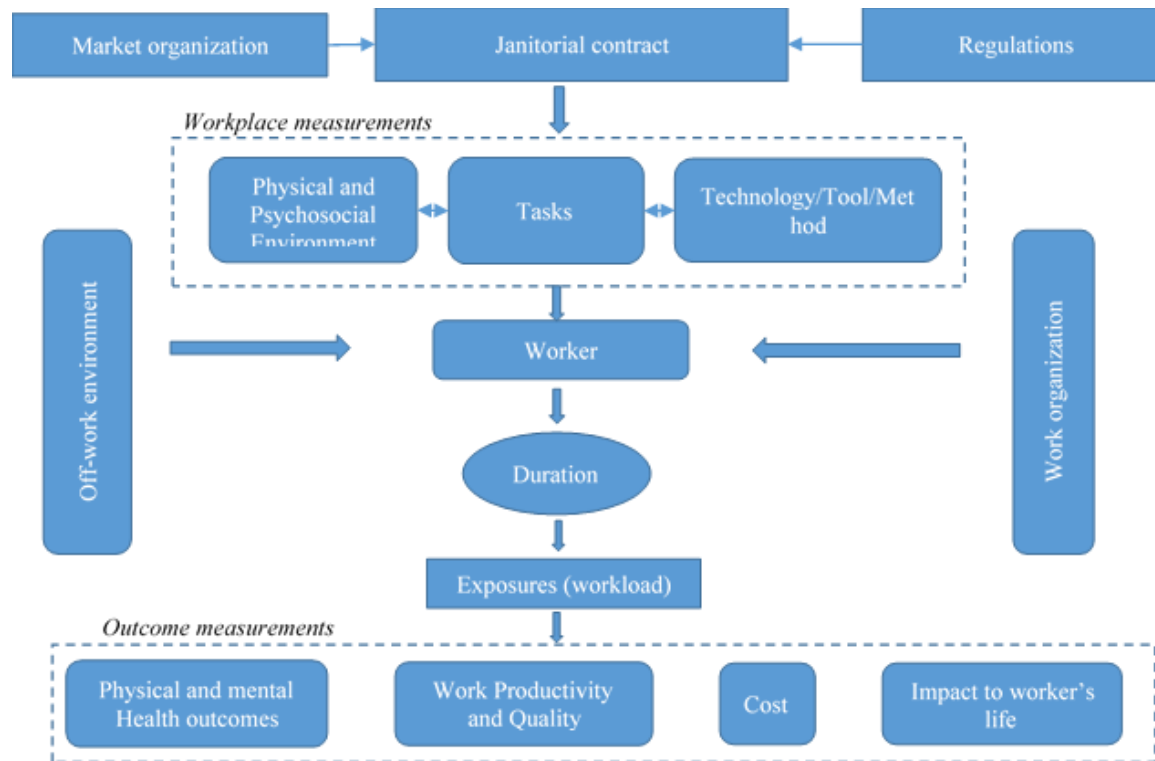 Market organization
Janitorial contract
Regulations
Workplace measurements
Physical and
Psychosocial
Environment
Tasks
Technology/Tool/Met
hod
Off-work environment
Worker
Work organization
Duration
Exposures (workload)
Outcome measurements
Physical and mental
Health outcomes
Work Productivity
and Quality
Cost
Impact to worker’s
life